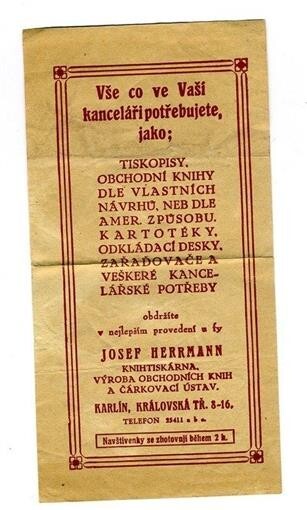 Vše co ve Vaší
kanceláři potřebujete,
jako;
TISKOPISY,
OBCHODNÍ KNIHY
DLE VLASTNÍCH
NÁVRHŮ, NEB DLE
AMER. ZPŮSOBU.
KARTOTÉKY,
ODKLÁDACÍ DESKY,
ZAŘAĎOVAČE A
VEŠKERÉ KANCE-
LÁŘSKÉ POTŘEBY
obdržíte
v nejlepším provedení u fy
JOSEF HERRMANN
KNIHTISKÁRNA,
VÝROBA OBCHODNÍCH KNIH
A ČÁRKOVACÍ ÚSTAV.
KARLÍN, KRÁLOVSKÁ TŘ. 8-16.
TELEFON 25411 a b c.
Navštívenky se zhotovují během 2 h.